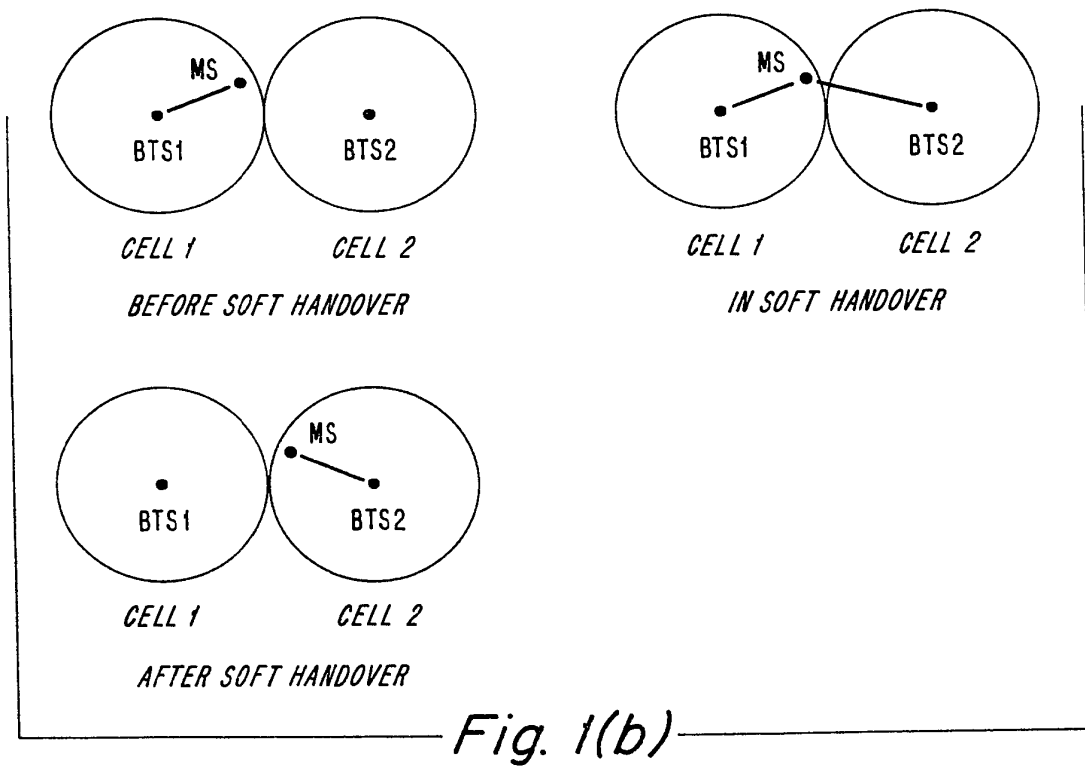 MS
BTS1
BTS2
CELL 1
CELL 2
BEFORE SOFT HANDOVER
MS
BTS1
BTS2
CELL 1
CELL 2
IN SOFT HANDOVER
MS
BTS1
BTS2
CELL 1
CELL 2
AFTER SOFT HANDOVER
Fig. 1(b)